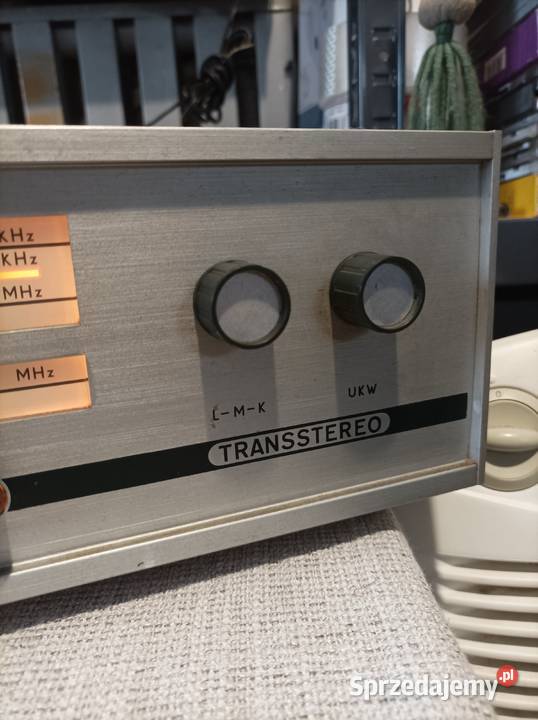 KHz
KHz
MHz
MHz
L-M-K
UKW
TRANSSTEREO
Sprzedajemy.pl